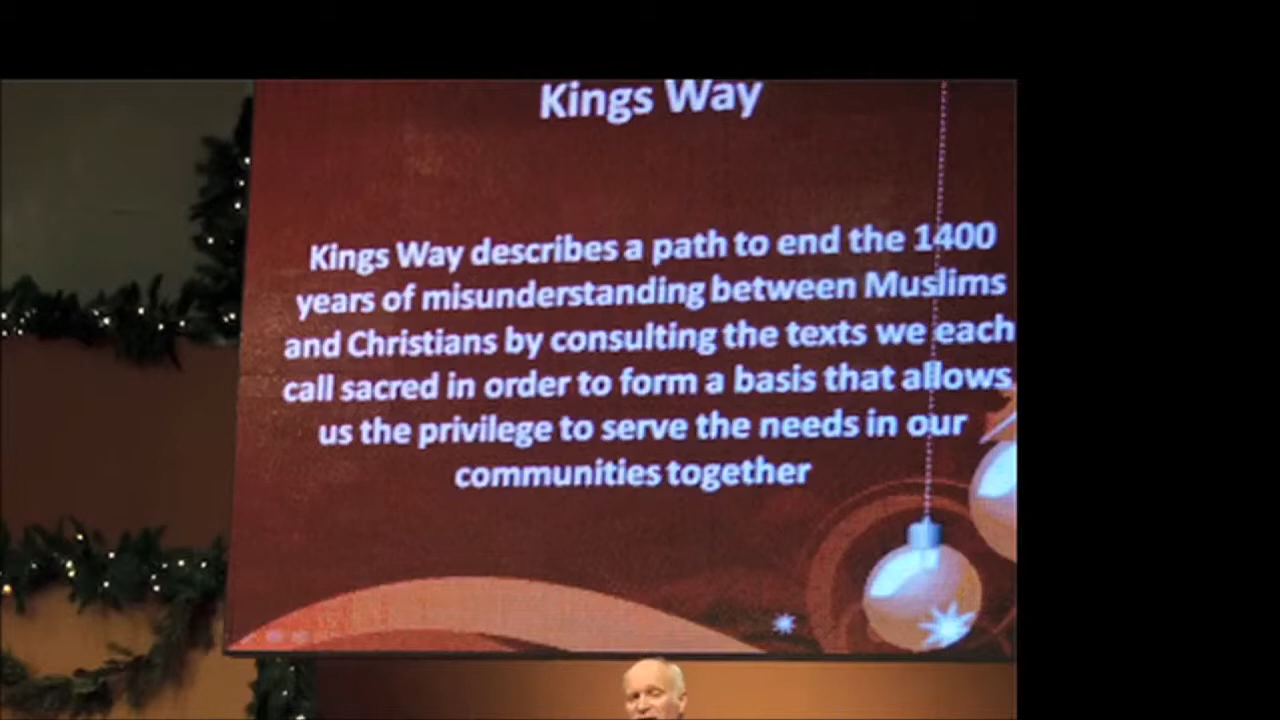 Kings Way
Kings Way describes a path to end the 1400
years of misunderstanding between Muslims
and Christians by consulting the texts we each
call sacred in order to form a basis that allows
us the privilege to serve the needs in our
communities together